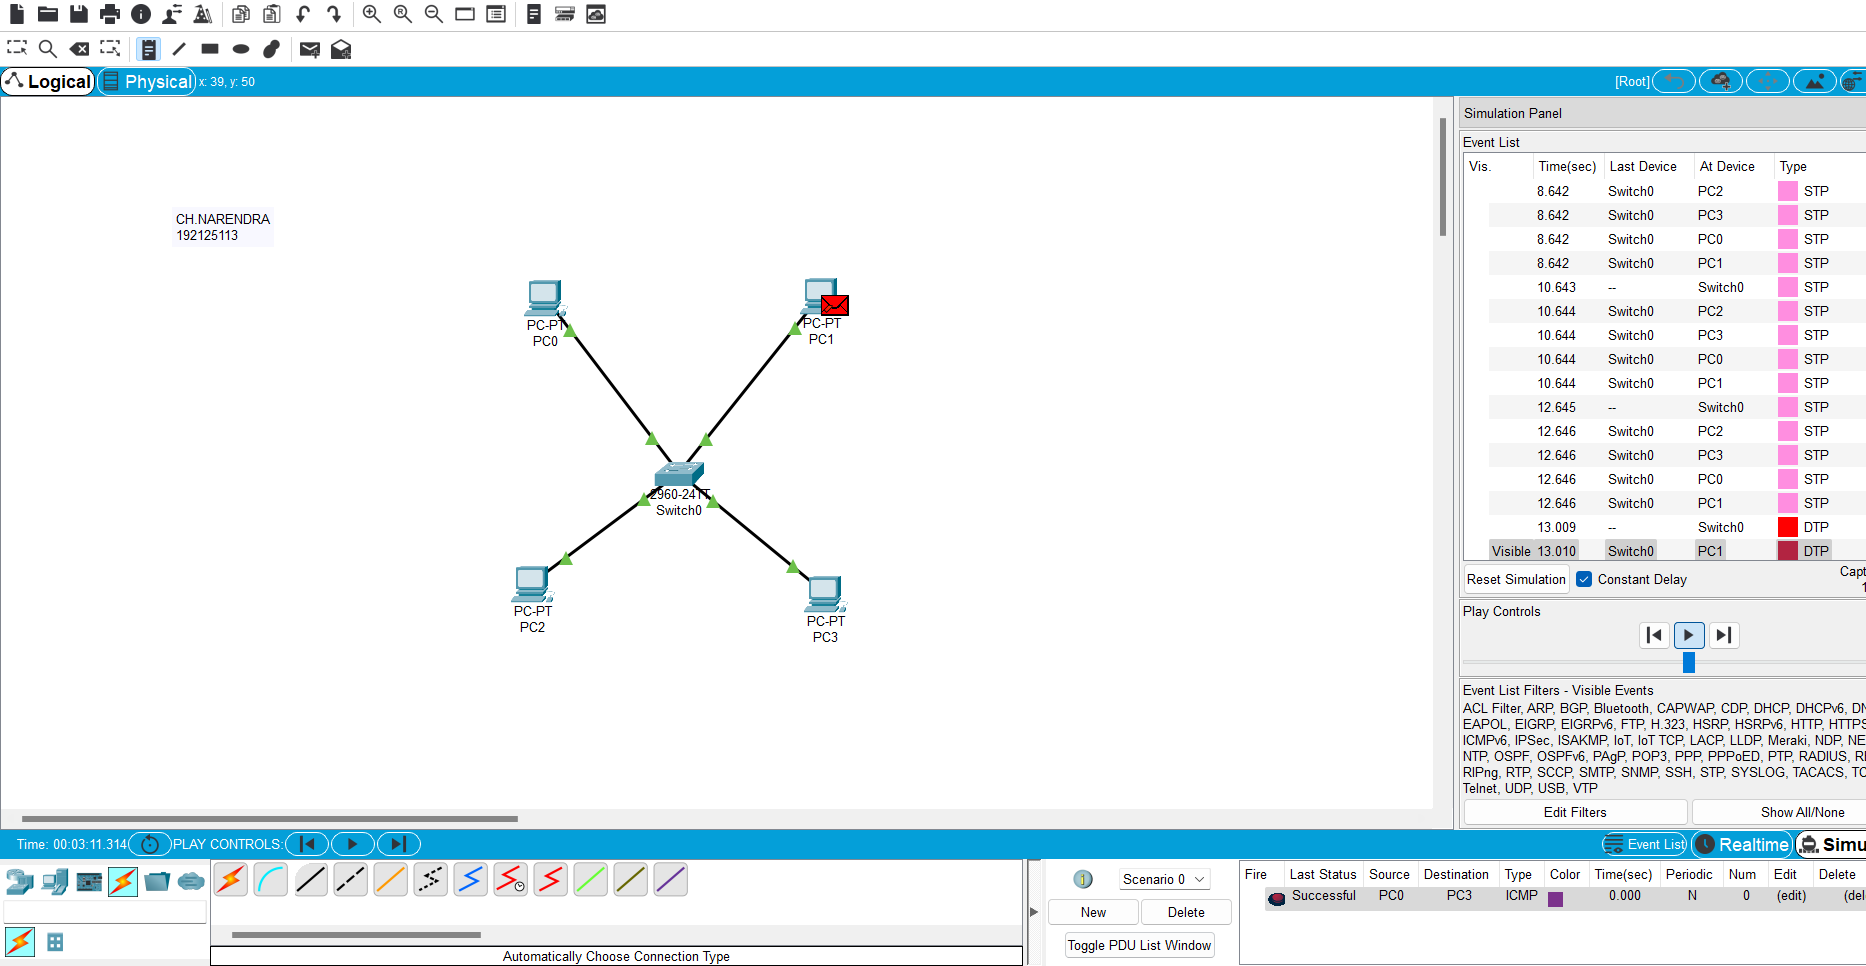 Logical
Physical
x: 39, y: 50
[Root]
CH.NARENDRA
192125113
PC-PT
PC0
PC-PT
PC1
2960-24TT
Switch0
PC-PT
PC2
PC-PT
PC3
Simulation Panel
Event List
Vis. Time(sec) Last Device At Device Type
8.642 Switch0 PC2 STP
8.642 Switch0 PC3 STP
8.642 Switch0 PC0 STP
8.642 Switch0 PC1 STP
10.643 -- Switch0 STP
10.644 Switch0 PC2 STP
10.644 Switch0 PC3 STP
10.644 Switch0 PC0 STP
10.644 Switch0 PC1 STP
12.645 -- Switch0 STP
12.646 Switch0 PC2 STP
12.646 Switch0 PC3 STP
12.646 Switch0 PC0 STP
12.646 Switch0 PC1 STP
13.009 -- Switch0 DTP
Visible 13.010 Switch0 PC1 DTP
Reset Simulation Constant Delay Capt
Play Controls
Event List Filters - Visible Events
ACL Filter, ARP, BGP, Bluetooth, CAPWAP, CDP, DHCP, DHCPv6, DN
EAPOL, EIGRP, EIGRPv6, FTP, H.323, HSRP, HSRPv6, HTTP, HTTPS
ICMPv6, IPSec, ISAKMP, IoT, IoT TCP, LACP, LLDP, Meraki, NDP, NE
NTP, OSPF, OSPFv6, PAgP, POP3, PPP, PPPoED, PTP, RADIUS, RI
RIPng, RTP, SCCP, SMTP, SNMP, SSH, STP, SYSLOG, TACACS, TC
Telnet, UDP, USB, VTP
Edit Filters Show All/None
Time: 00:03:11.314 PLAY CONTROLS:
Event List Realtime Simu
Automatically Choose Connection Type
Scenario 0
New Delete
Toggle PDU List Window
Fire Last Status Source Destination Type Color Time(sec) Periodic Num Edit Delete
Successful PC0 PC3 ICMP 0.000 N 0 (edit) (del